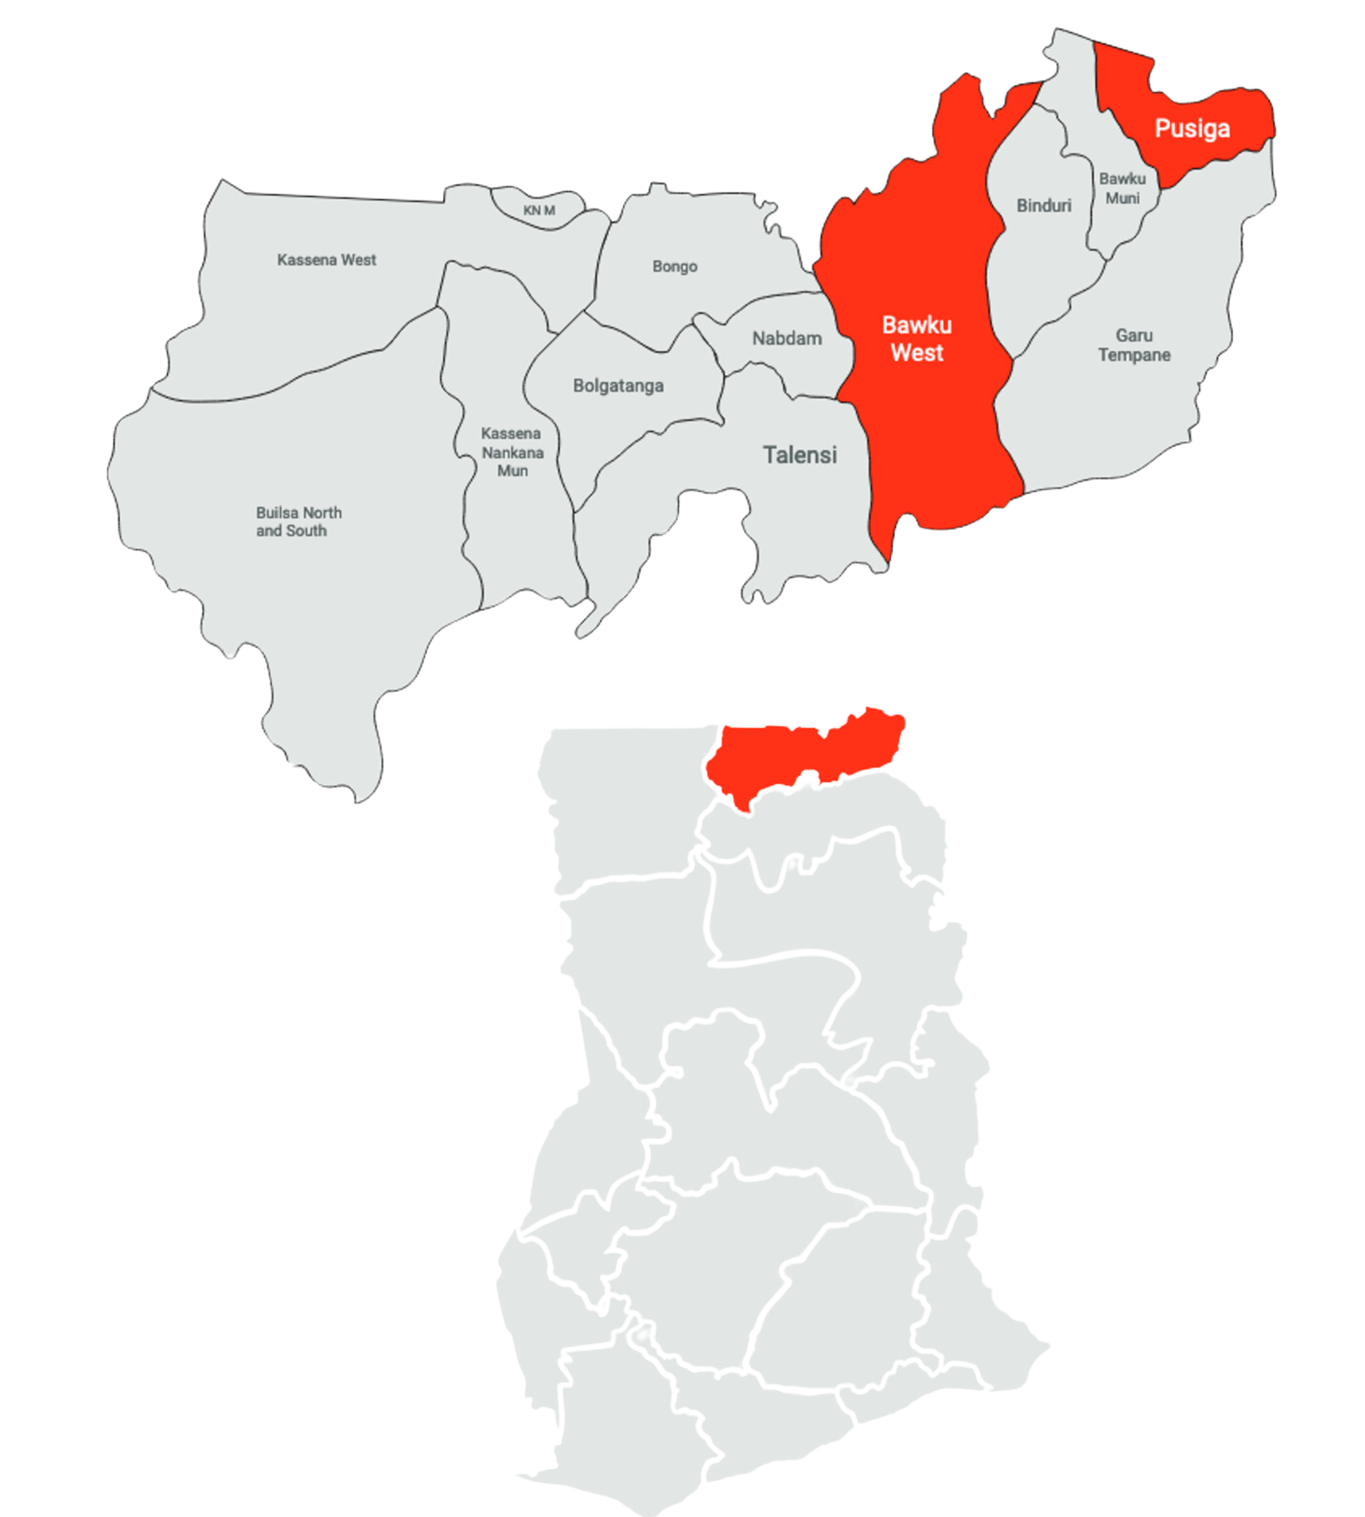 Pusiga
Bawku
Muni
Binduri
KN M
Kassena West
Bongo
Bawku
West
Nabdam
Garu
Tempane
Bolgatanga
Kassena
Nankana
Mun
Talensi
Builsa North
and South